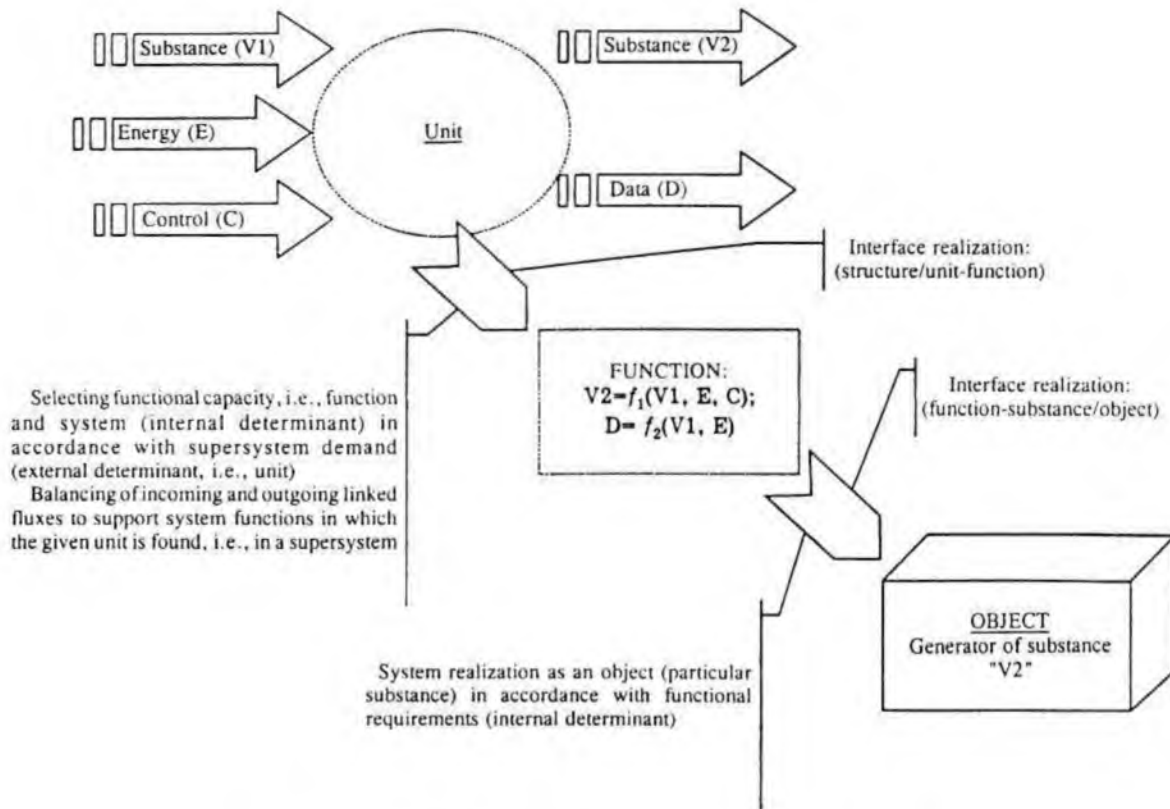 Substance (V1)
Substance (V2)
Energy (E)
Unit
Control (C)
Data (D)
Interface realization:
(structure/unit-function)
FUNCTION:
V2=f₁(V1, E, C);
D= f₂(V1, E)
Interface realization:
(function-substance/object)
Selecting functional capacity, i.e., function
and system (internal determinant) in
accordance with supersystem demand
(external determinant, i.e., unit)
Balancing of incoming and outgoing linked
fluxes to support system functions in which
the given unit is found, i.e., in a supersystem
OBJECT
Generator of substance
"V2"
System realization as an object (particular
substance) in accordance with functional
requirements (internal determinant)